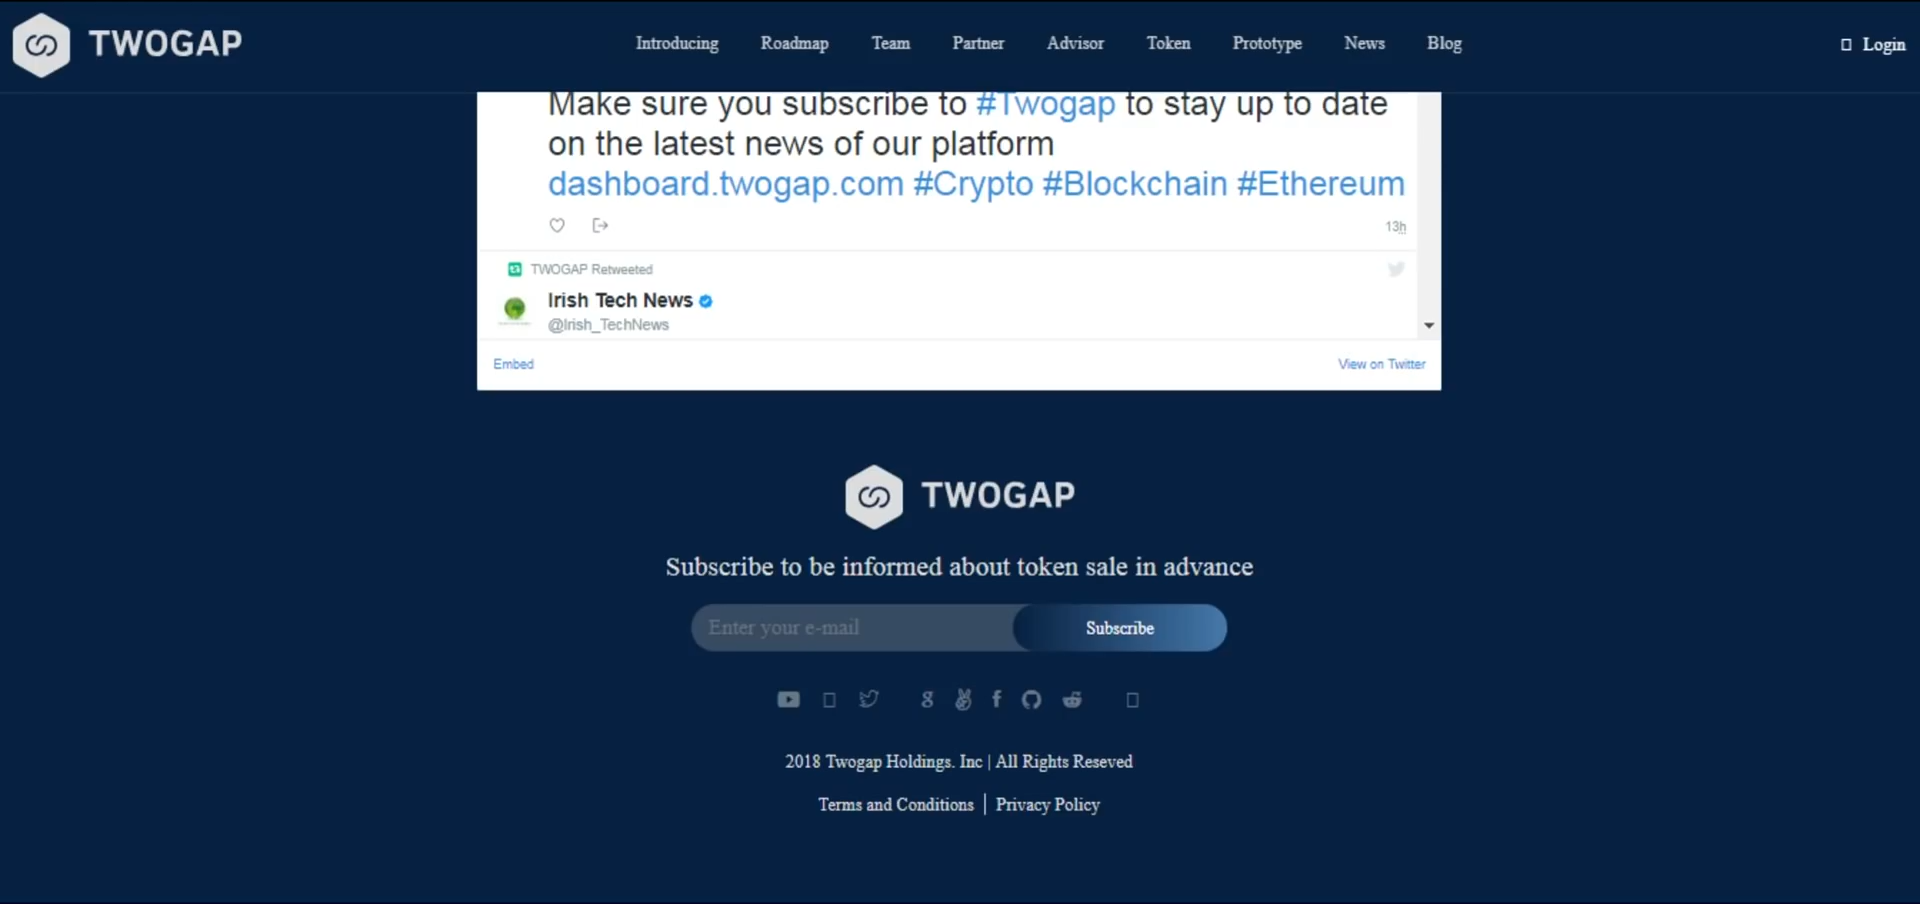 TWOGAP
Introducing Roadmap Team Partner Advisor Token Prototype News Blog
Login
Make sure you subscribe to #Twogap to stay up to date
on the latest news of our platform
dashboard.twogap.com #Crypto #Blockchain #Ethereum
13h
TWOGAP Retweeted
Irish Tech News
@Irish_TechNews
Embed
View on Twitter
TWOGAP
Subscribe to be informed about token sale in advance
Enter your e-mail
Subscribe
2018 Twogap Holdings. Inc | All Rights Reseved
Terms and Conditions | Privacy Policy